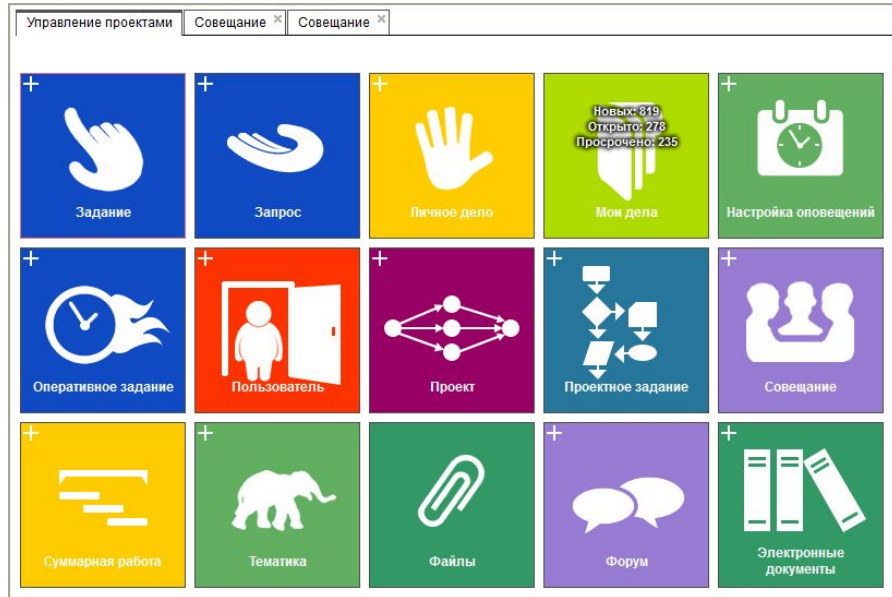 Управление проектами
Совещание
Совещание
Новых: 819
Открыто: 278
Просрочено: 235
Задание
Запрос
Личное дело
Мои дела
Настройка оповещений
Оперативное задание
Пользователь
Проект
Проектное задание
Совещание
Суммарная работа
Тематика
Файлы
Форум
Электронные
документы